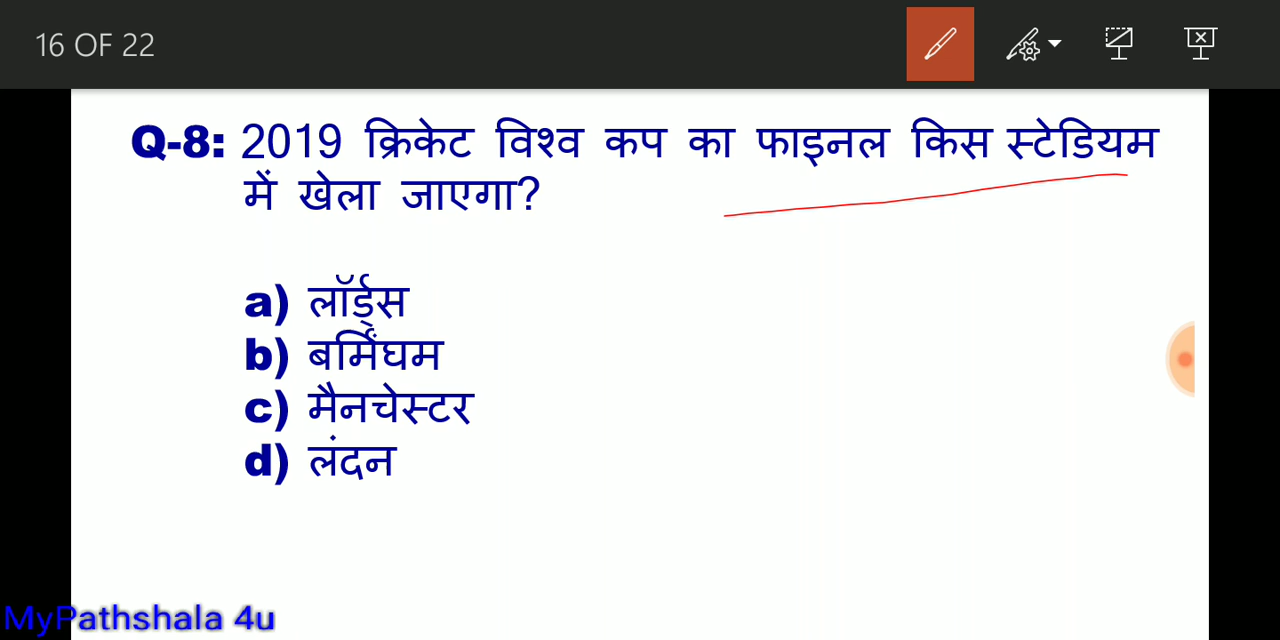 16 OF 22
Q-8: 2019 क्रिकेट विश्व कप का फाइनल किस स्टेडियम
में खेला जाएगा?
a) लॉर्ड्स
b) बर्मिंघम
c) मैनचेस्टर
d) लंदन
MyPathshala 4u